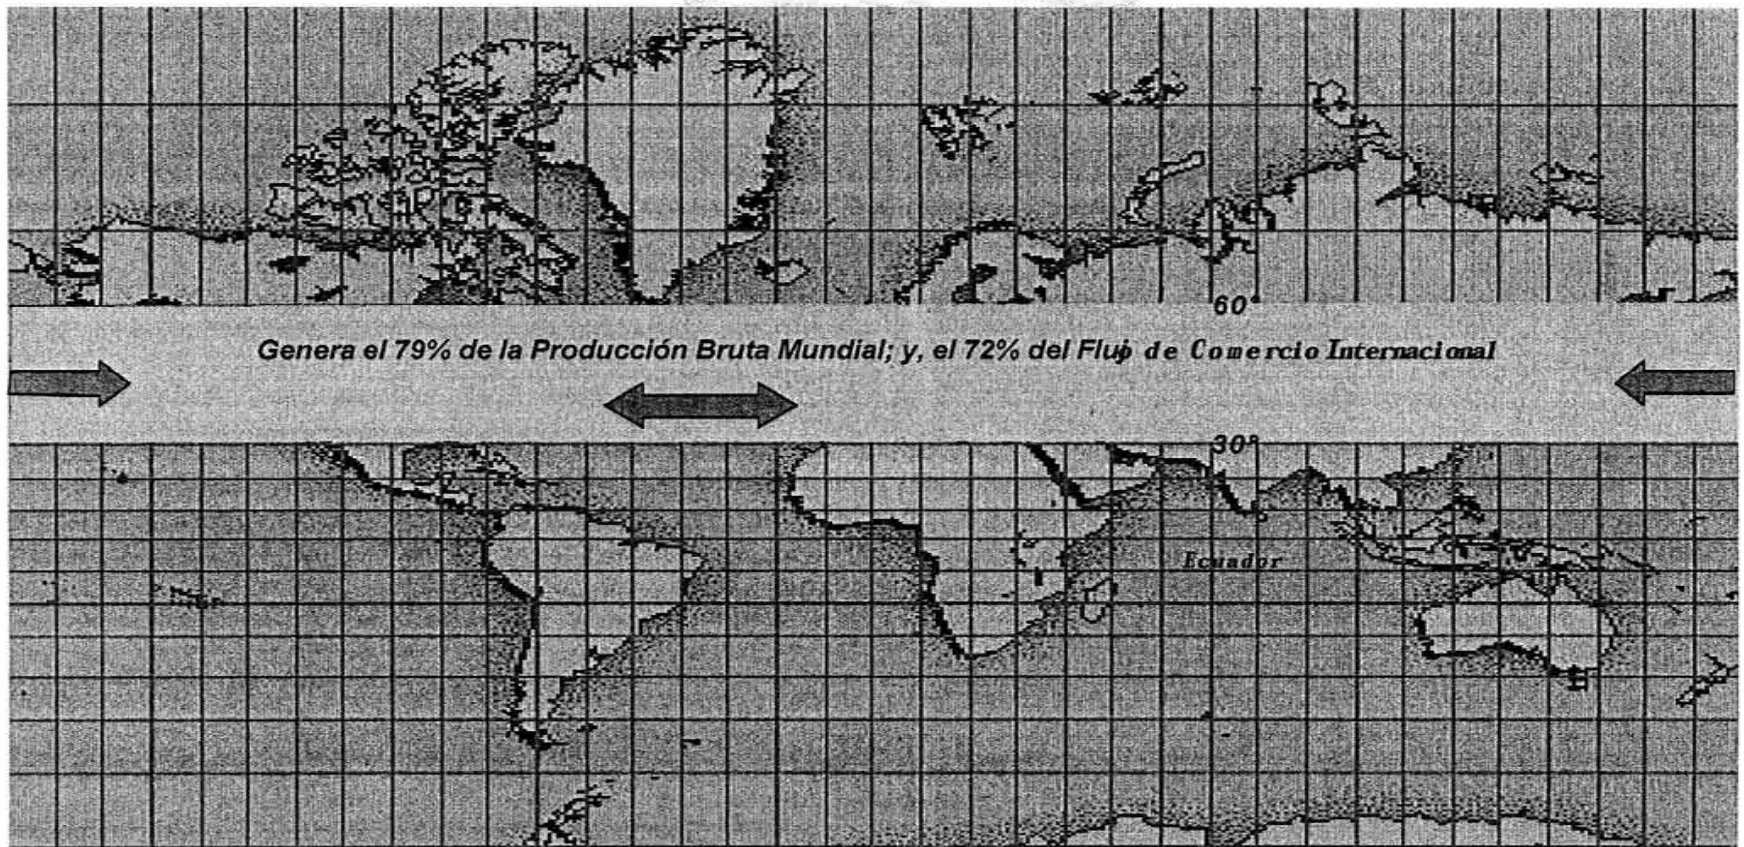 60°
Genera el 79% de la Producción Bruta Mundial; y, el 72% del Flujo de Comercio Internacional
30°
Ecuador